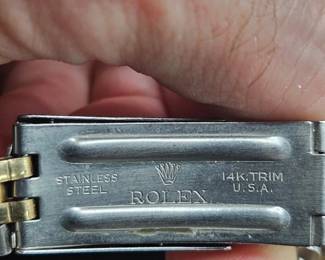 STAINLESS
STEEL
ROLEX
14K.TRIM
U.S.A.